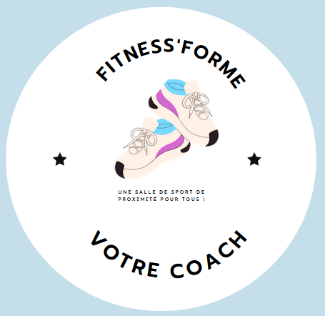 FITNESS'FORME
UNE SALLE DE SPORT DE
PROXIMITÉ POUR TOUS !
VOTRE COACH